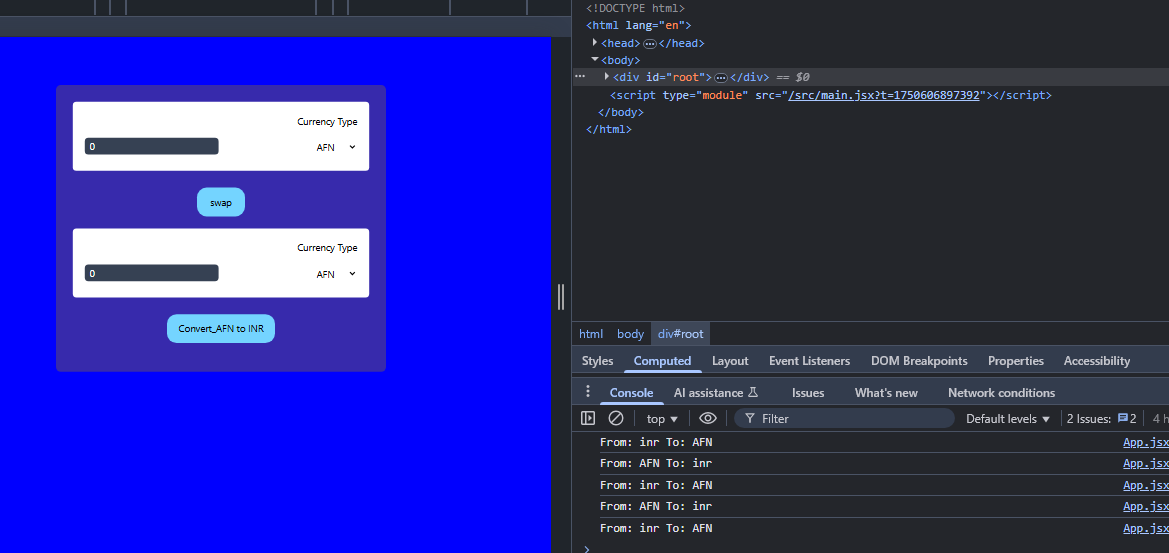 Currency Type
0 AFN
swap
Currency Type
0 AFN
Convert_AFN to INR
<!DOCTYPE html>
<html lang="en">
<head>…</head>
<body>
… <div id="root">…</div> == $0
<script type="module" src="/src/main.jsx?t=1750606897392"></script>
</body>
</html>
html body div#root
Styles Computed Layout Event Listeners DOM Breakpoints Properties Accessibility
Console AI assistance Issues What's new Network conditions
top Filter Default levels 2 Issues: 2 4 h
From: inr To: AFN App.jsx
From: AFN To: inr App.jsx
From: inr To: AFN App.jsx
From: AFN To: inr App.jsx
From: inr To: AFN App.jsx